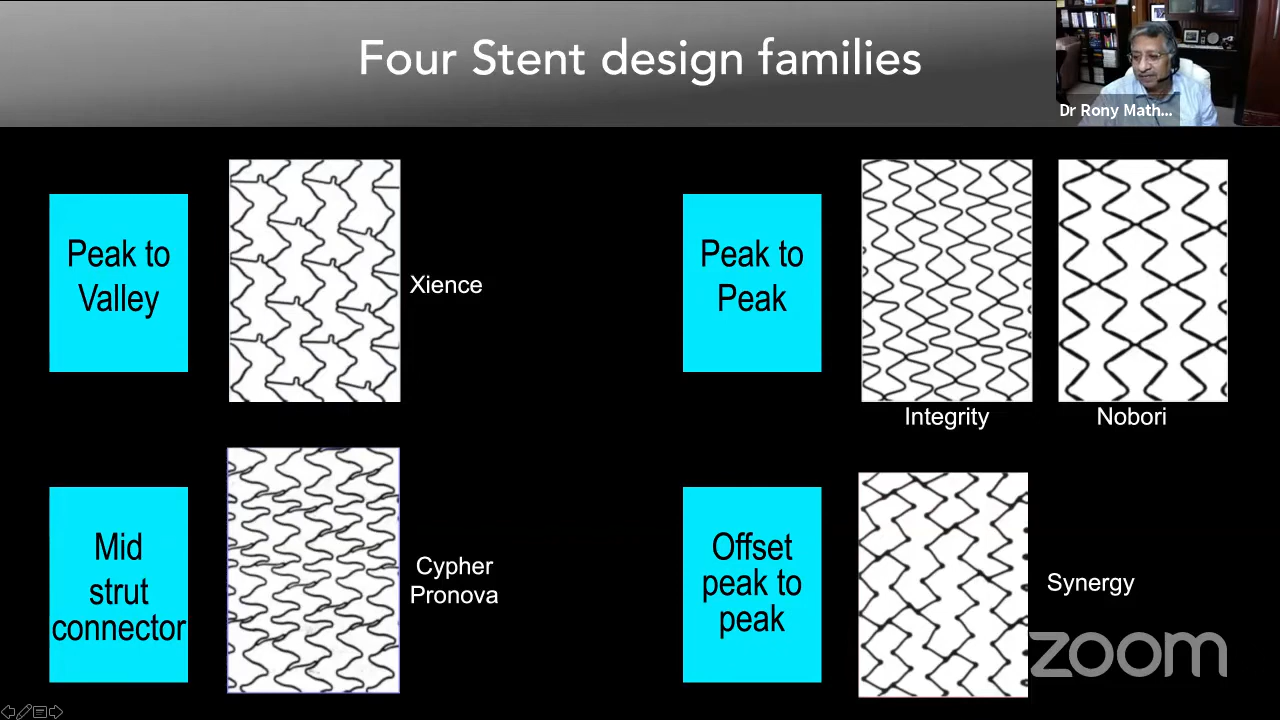 Four Stent design families
Dr Rony Math...
Peak to
Valley
Xience
Peak to
Peak
Integrity
Nobori
Mid
strut
connector
Cypher
Pronova
Offset
peak to
peak
Synergy
zoom